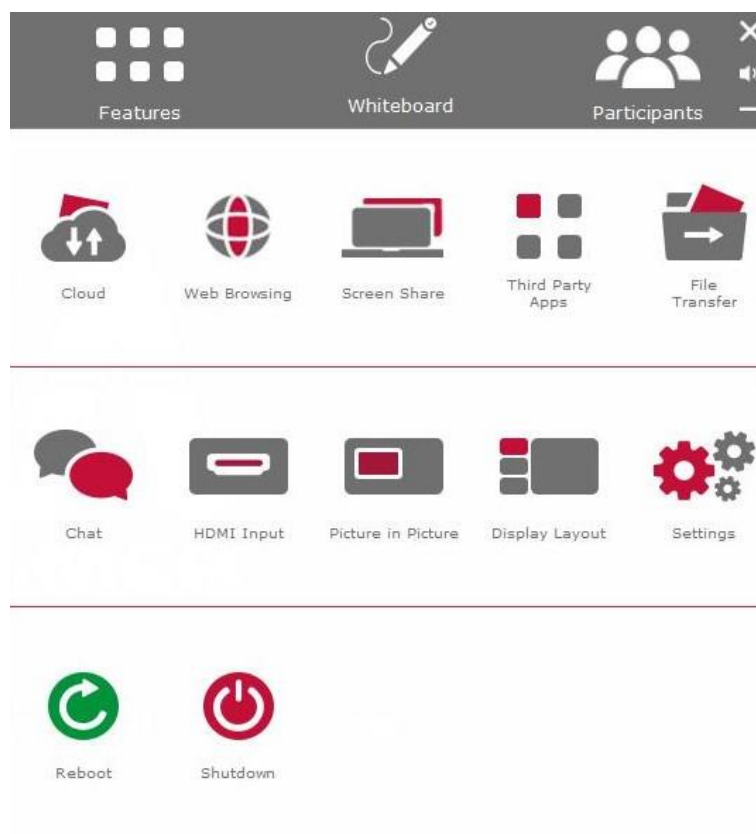 Features
Whiteboard
Participants
Cloud
Web Browsing
Screen Share
Third Party
Apps
File
Transfer
Chat
HDMI Input
Picture in Picture
Display Layout
Settings
Reboot
Shutdown